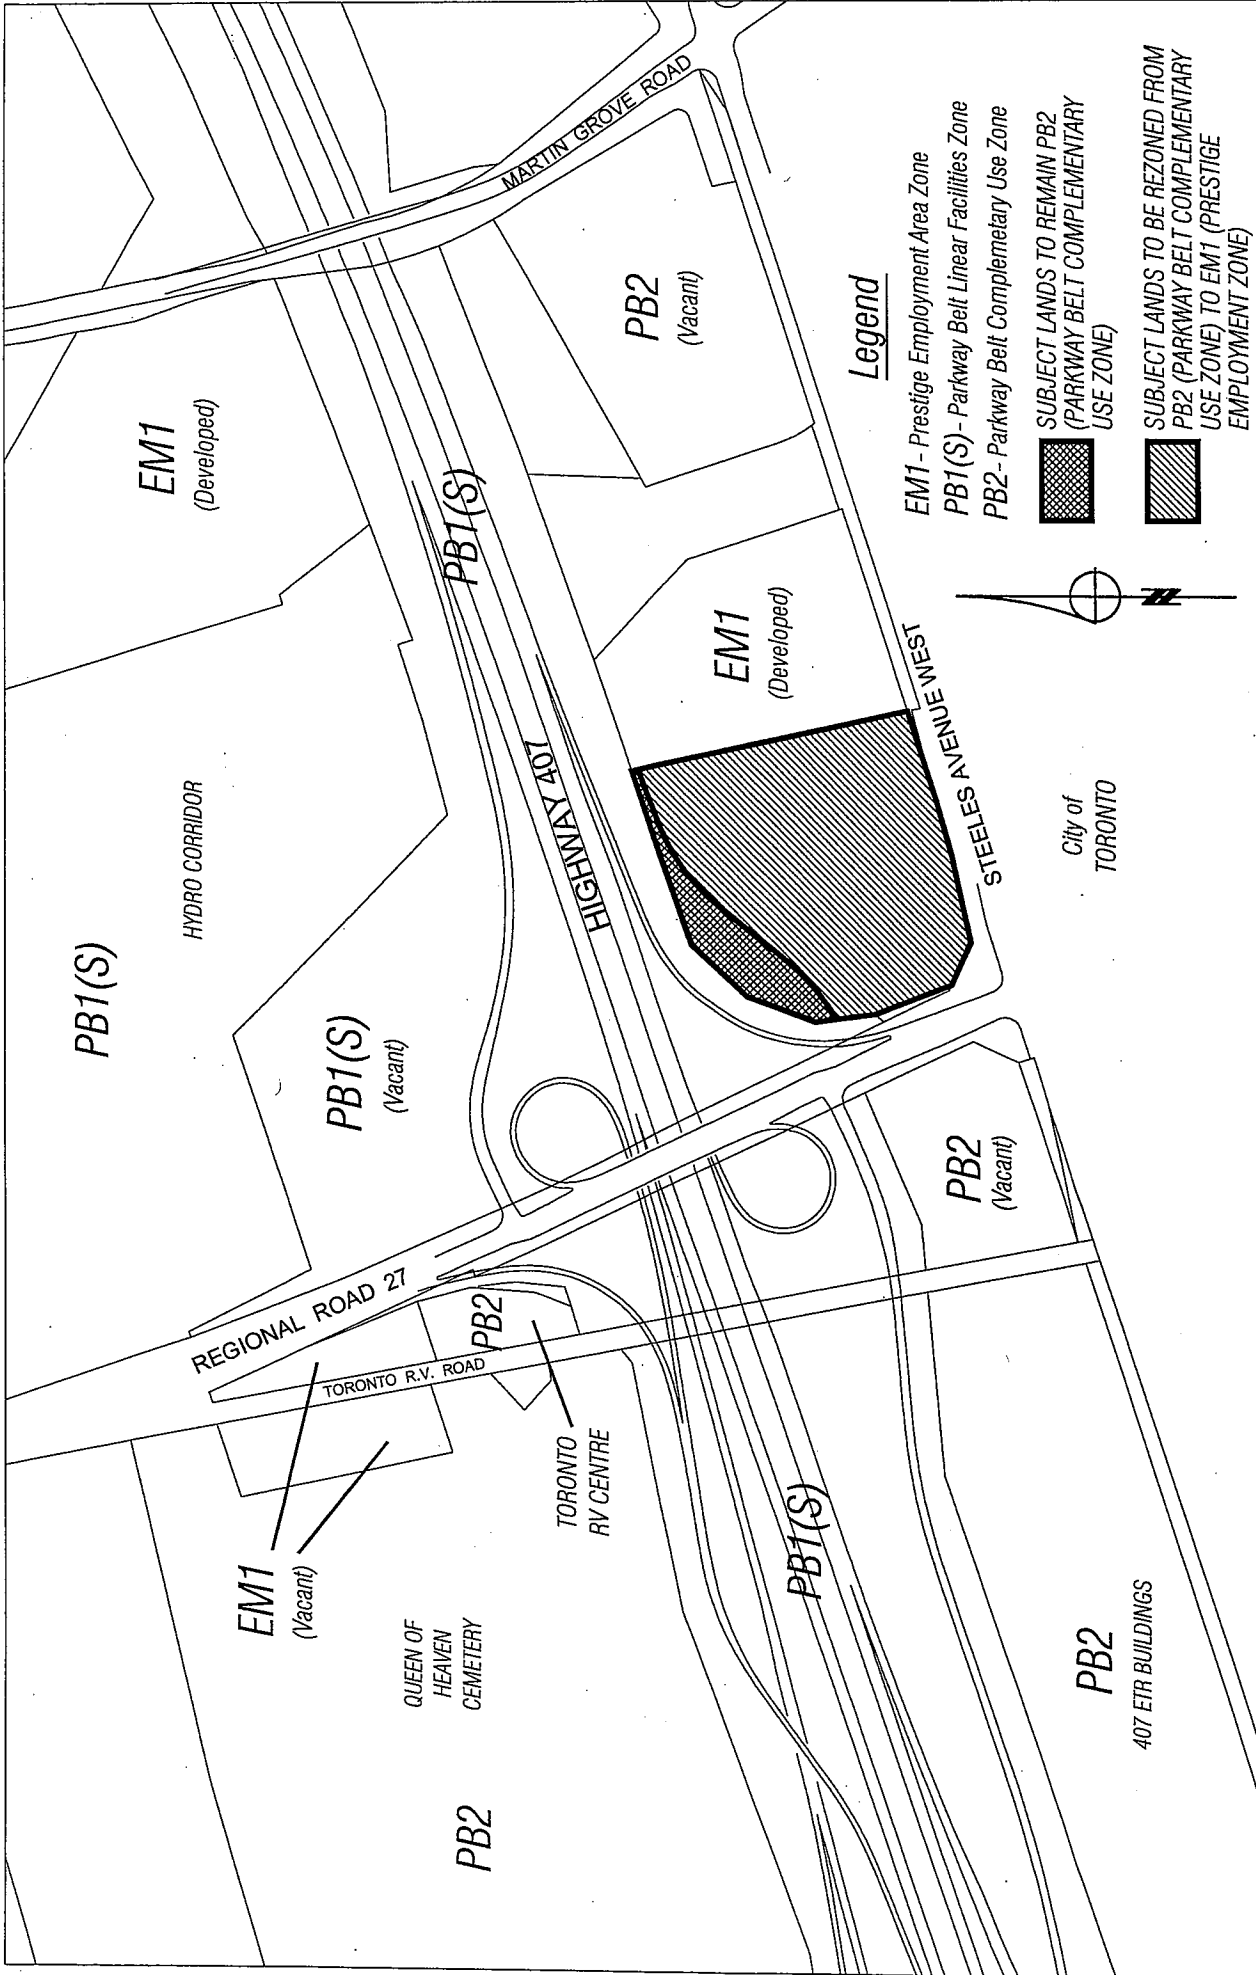 PB1(S)
HYDRO CORRIDOR
EM1
(Developed)
PB1(S)
(Vacant)
MARTIN GROVE ROAD
REGIONAL ROAD 27
TORONTO R.V. ROAD
EM1
(Vacant)
PB2
TORONTO
RV CENTRE
QUEEN OF
HEAVEN
CEMETERY
PB2
PB1(S)
HIGHWAY 407
PB2
(Vacant)
EM1
(Developed)
PB1(S)
PB2
(Vacant)
STEELES AVENUE WEST
City of
TORONTO
PB2
407 ETR BUILDINGS
Legend
EM1 - Prestige Employment Area Zone
PB1(S) - Parkway Belt Linear Facilities Zone
PB2 - Parkway Belt Complemetary Use Zone
SUBJECT LANDS TO REMAIN PB2
(PARKWAY BELT COMPLEMENTARY
USE ZONE)
SUBJECT LANDS TO BE REZONED FROM
PB2 (PARKWAY BELT COMPLEMENTARY
USE ZONE) TO EM1 (PRESTIGE
EMPLOYMENT ZONE)
N